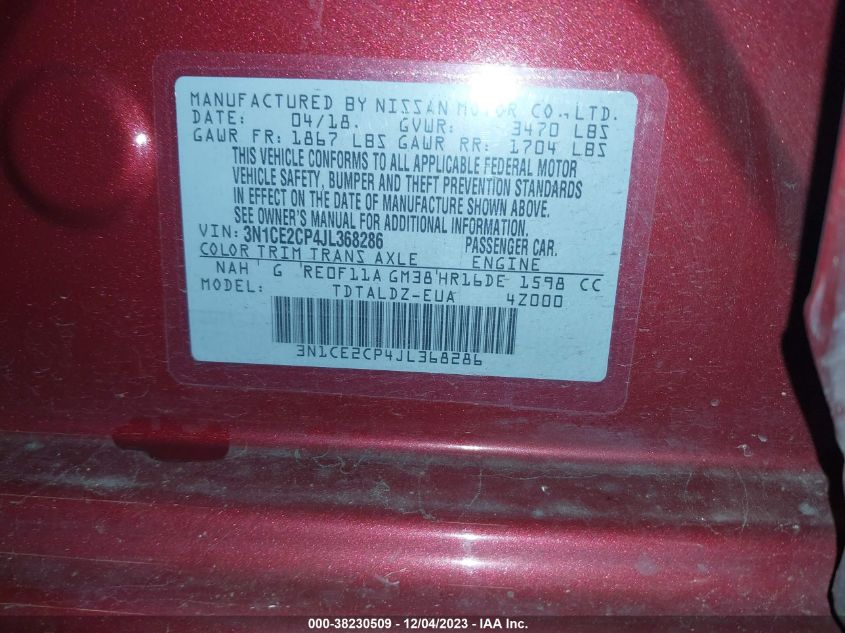 MANUFACTURED BY NISSAN MOTOR CO., LTD.
DATE: 04/18. GVWR: 3470 LBS
GAWR FR: 1867 LBS GAWR RR: 1704 LBS
THIS VEHICLE CONFORMS TO ALL APPLICABLE FEDERAL MOTOR
VEHICLE SAFETY, BUMPER AND THEFT PREVENTION STANDARDS
IN EFFECT ON THE DATE OF MANUFACTURE SHOWN ABOVE.
SEE OWNER'S MANUAL FOR ADDITIONAL INFORMATION.
VIN: 3N1CE2CP4JL368286 PASSENGER CAR.
COLOR TRIM TRANS AXLE ENGINE
NAH G RE0F11A GM38 HR16DE 1598 CC
MODEL: TDTALDZ-EUA 4Z000
3N1CE2CP4JL368286
000-38230509 - 12/04/2023 - IAA Inc.